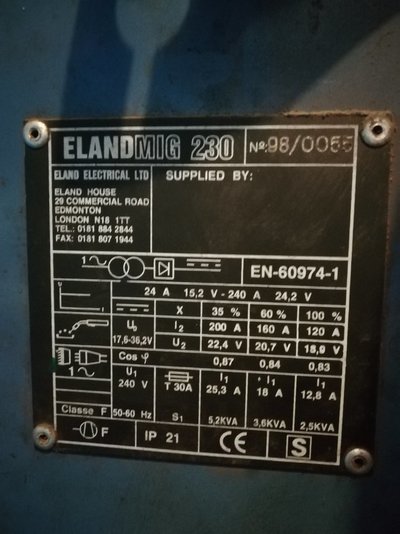 ELANDMIG 230 Nº 98/0055
ELAND ELECTRICAL LTD SUPPLIED BY:
ELAND HOUSE
29 COMMERCIAL ROAD
EDMONTON
LONDON N18 1TT
TEL.: 0181 884 2844
FAX: 0181 807 1944
1~ EN-60974-1
24 A 15,2 V - 240 A 24,2 V
X 35 % 60 % 100 %
U0 I2 200 A 160 A 120 A
17,6-36,2V U2 22,4 V 20,7 V 18,9 V
Cos φ 0,87 0,84 0,83
1~ U1 I1 I1 I1
240 V T 30A 25,3 A 18 A 12,8 A
Classe F 50-60 Hz S1 5,2KVA 3,6KVA 2,5KVA
F IP 21 CE S